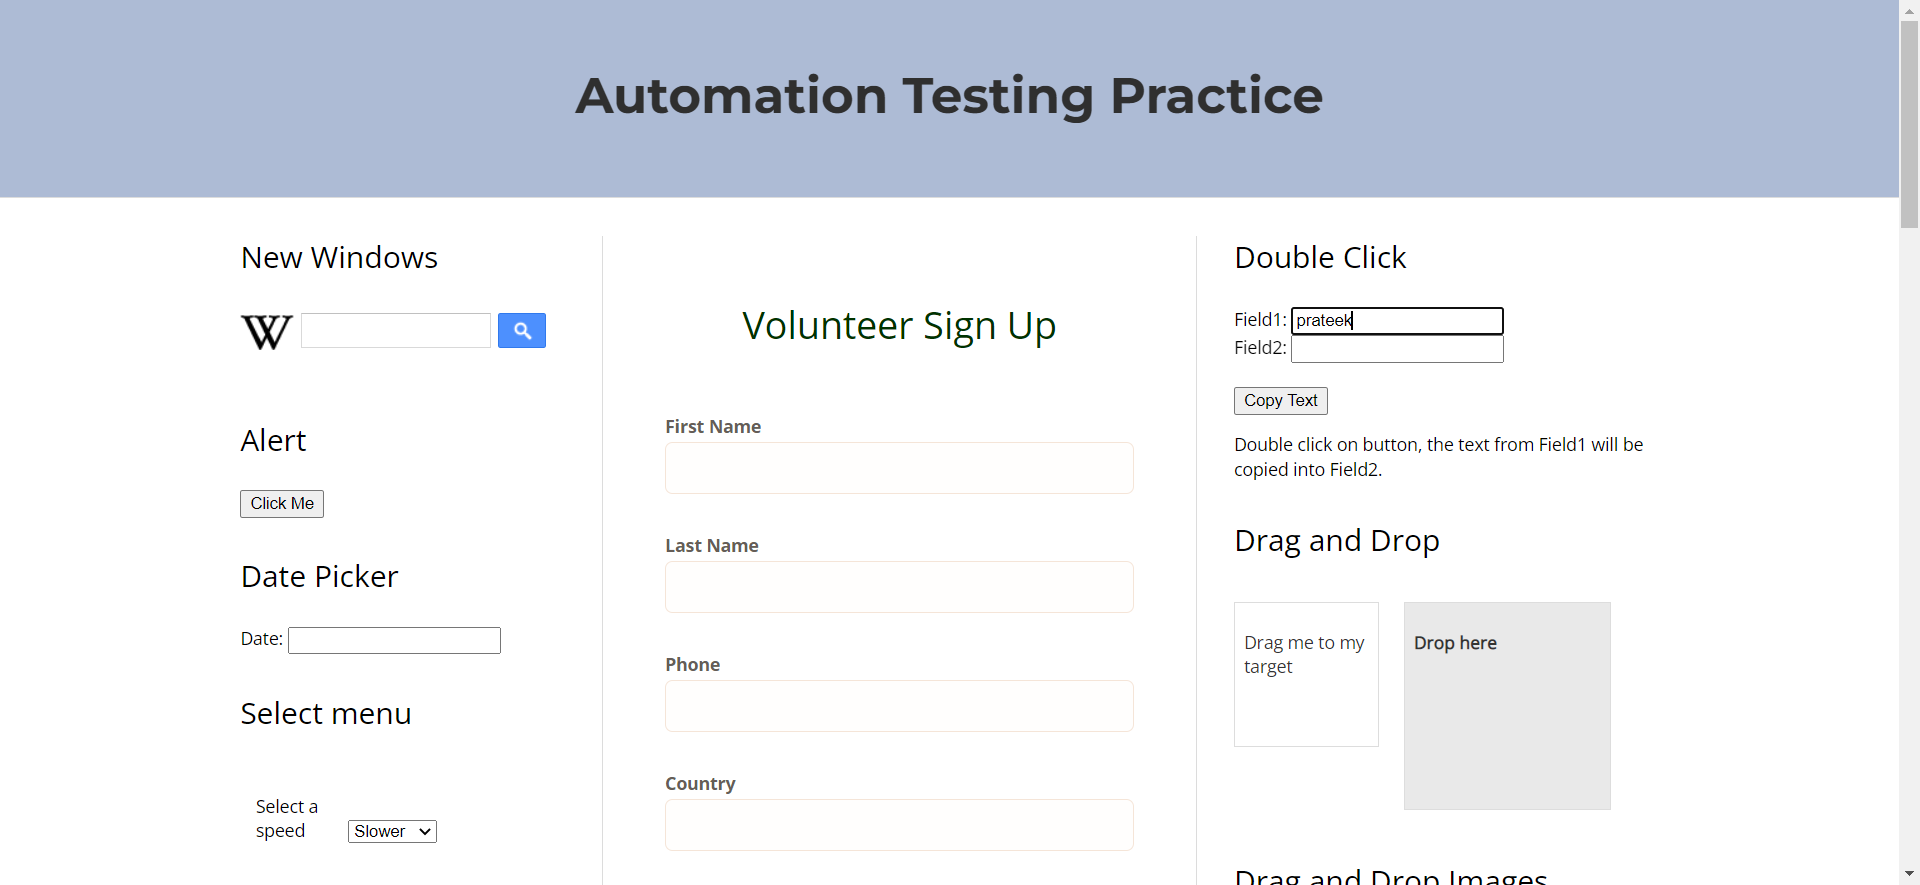 Automation Testing Practice
New Windows
W
Alert
Click Me
Date Picker
Date:
Select menu
Select a
speed
Slower
Volunteer Sign Up
First Name
Last Name
Phone
Country
Double Click
Field1: prateek
Field2:
Copy Text
Double click on button, the text from Field1 will be
copied into Field2.
Drag and Drop
Drag me to my
target
Drop here
Drag and Drop Images